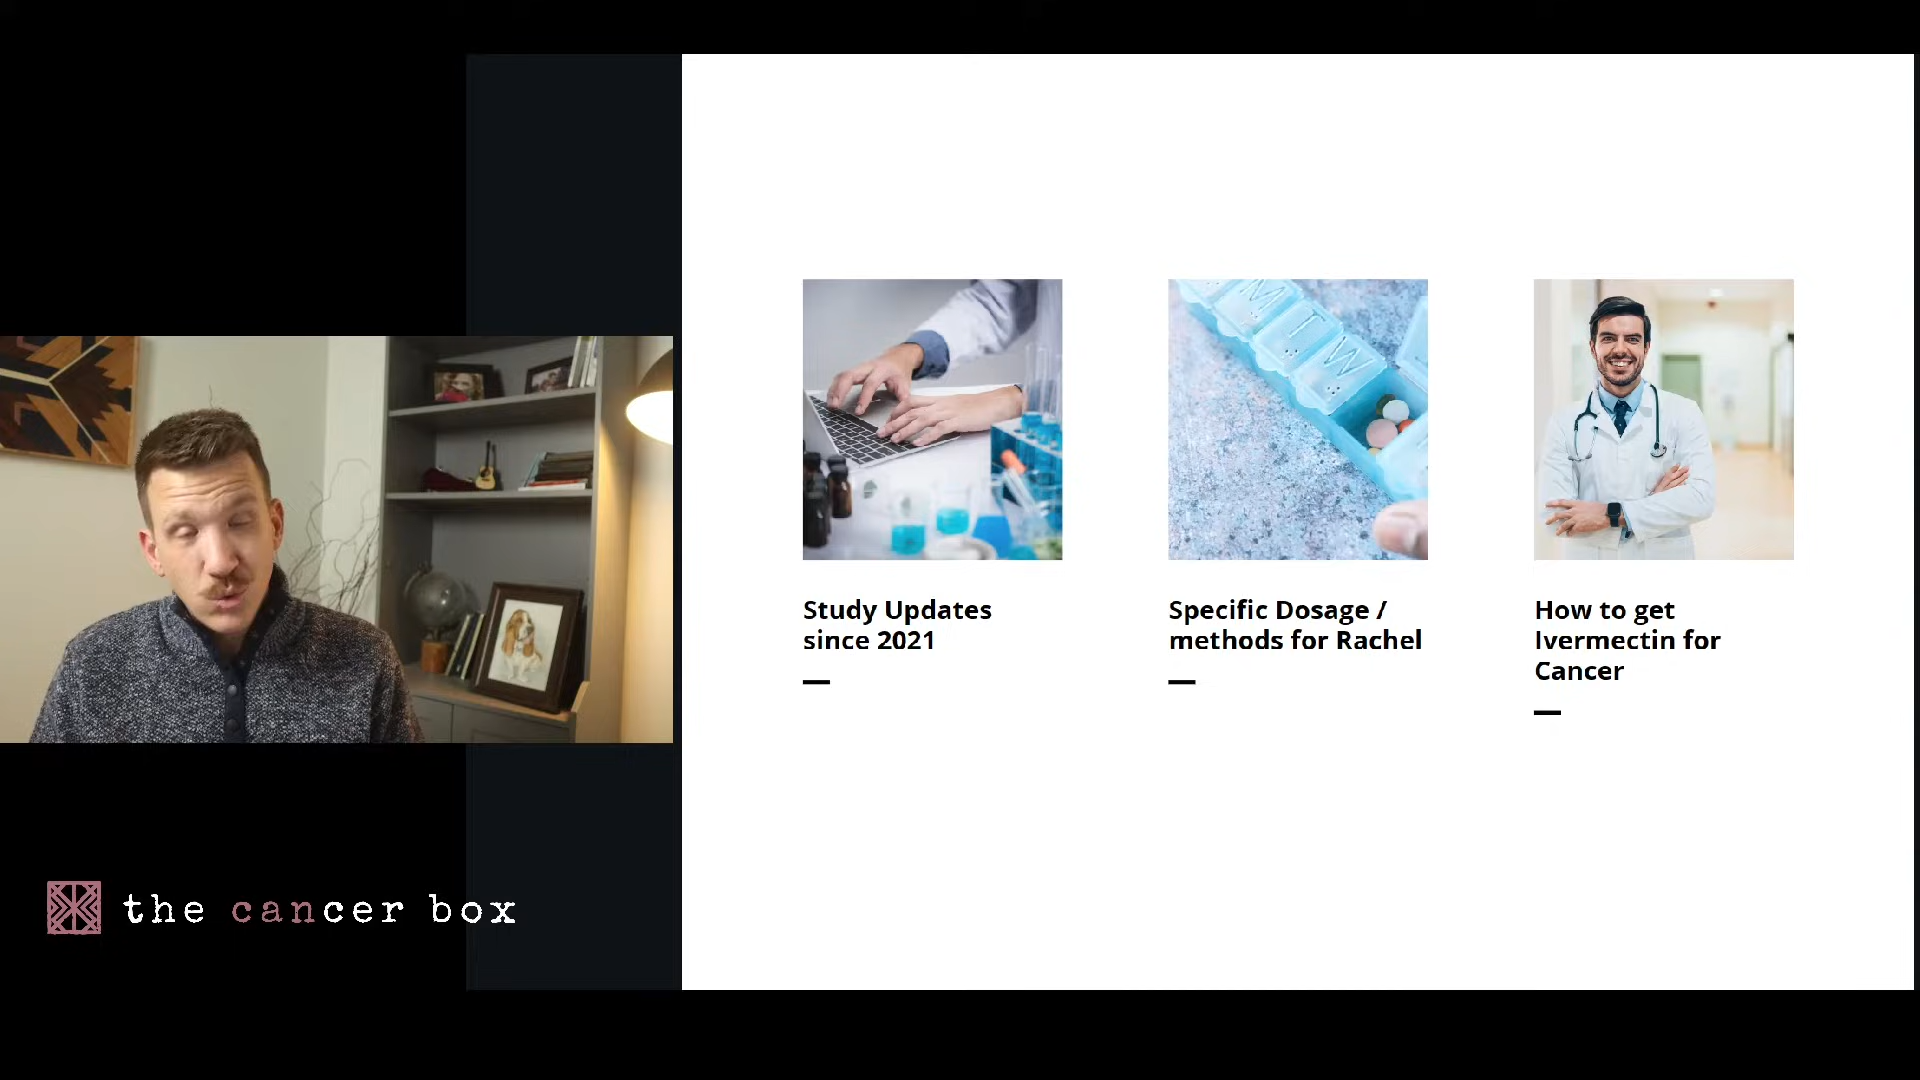 M T W
Study Updates
since 2021
Specific Dosage /
methods for Rachel
How to get
Ivermectin for
Cancer
the cancer box